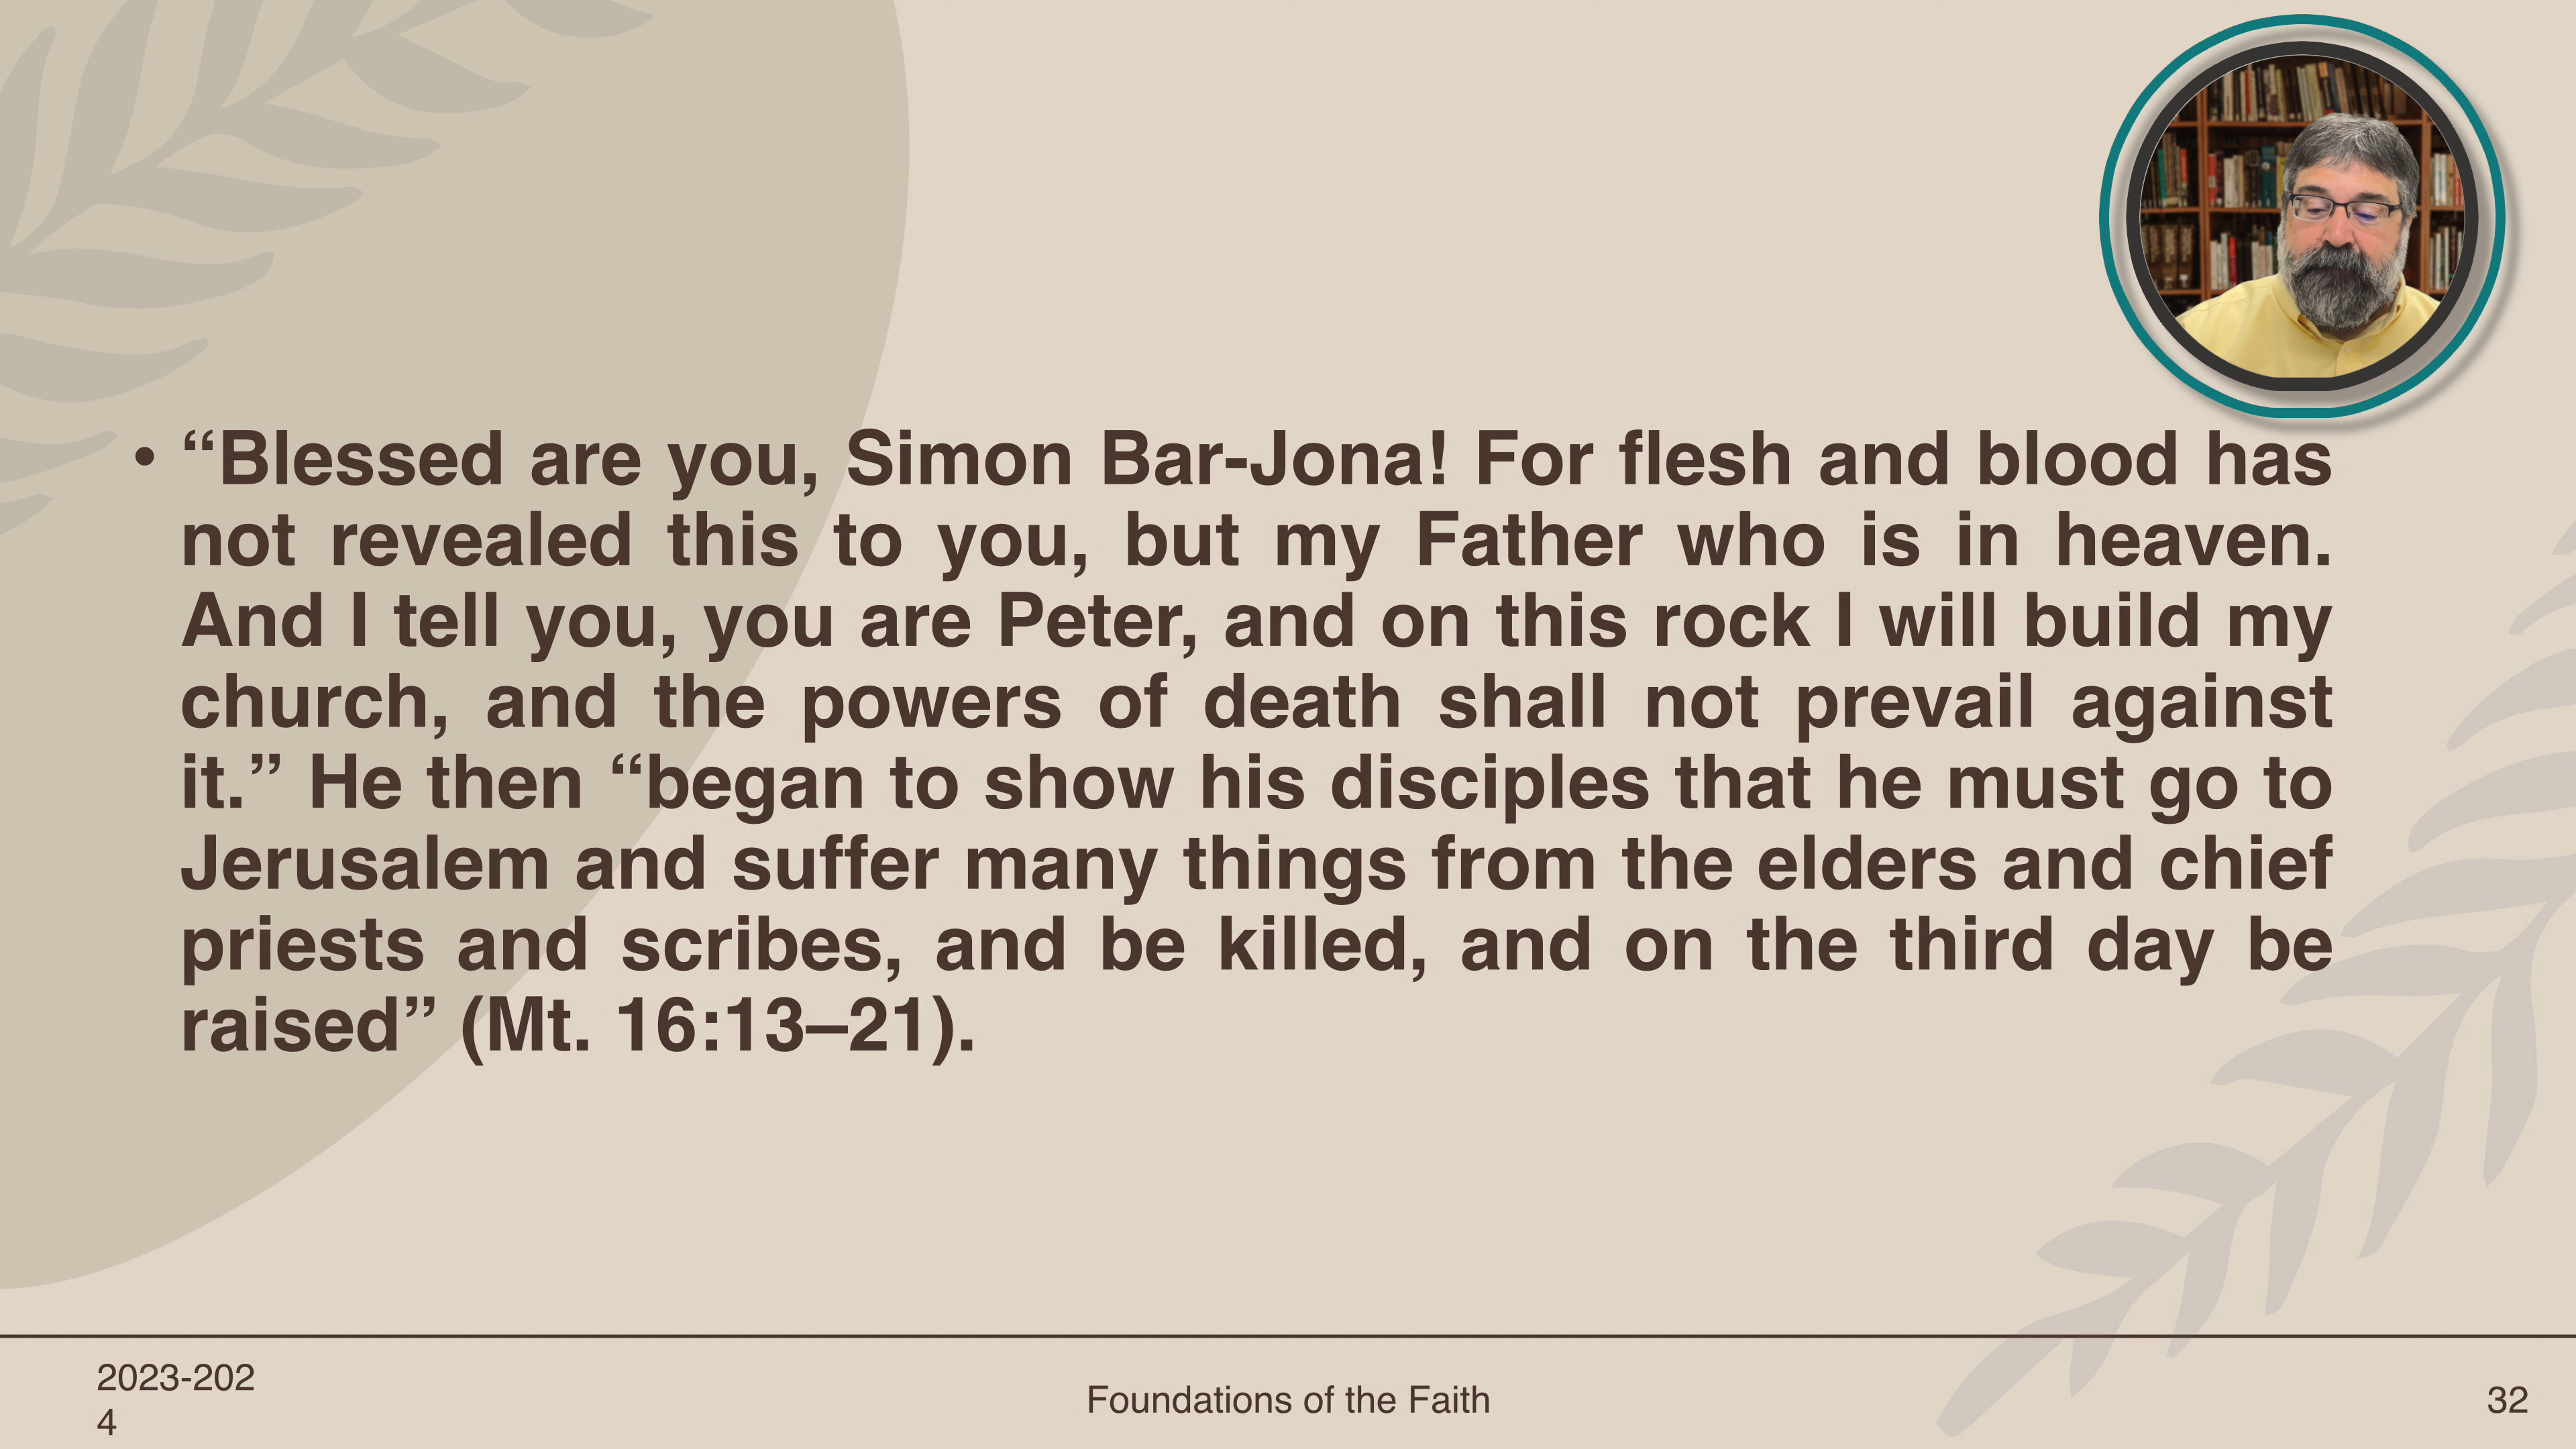 • “Blessed are you, Simon Bar-Jona! For flesh and blood has
not revealed this to you, but my Father who is in heaven.
And I tell you, you are Peter, and on this rock I will build my
church, and the powers of death shall not prevail against
it.” He then “began to show his disciples that he must go to
Jerusalem and suffer many things from the elders and chief
priests and scribes, and be killed, and on the third day be
raised” (Mt. 16:13–21).
2023-202
4
Foundations of the Faith
32